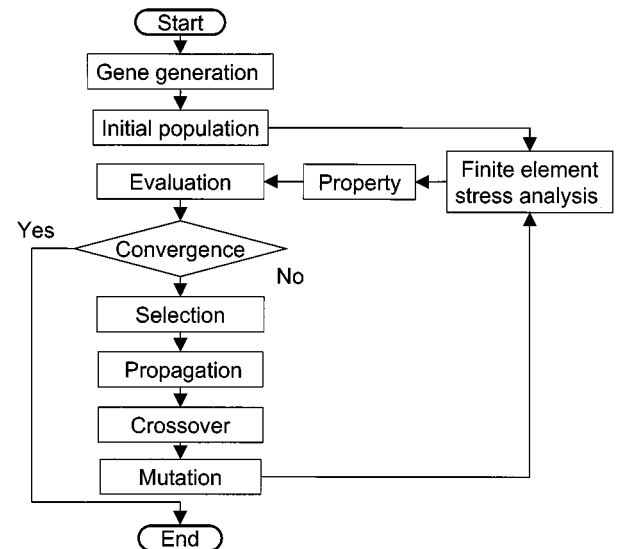 Start
Gene generation
Initial population
Finite element
stress analysis
Property
Evaluation
Convergence
Yes
No
Selection
Propagation
Crossover
Mutation
End